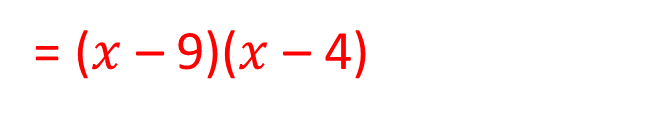 = (x – 9)(x – 4)